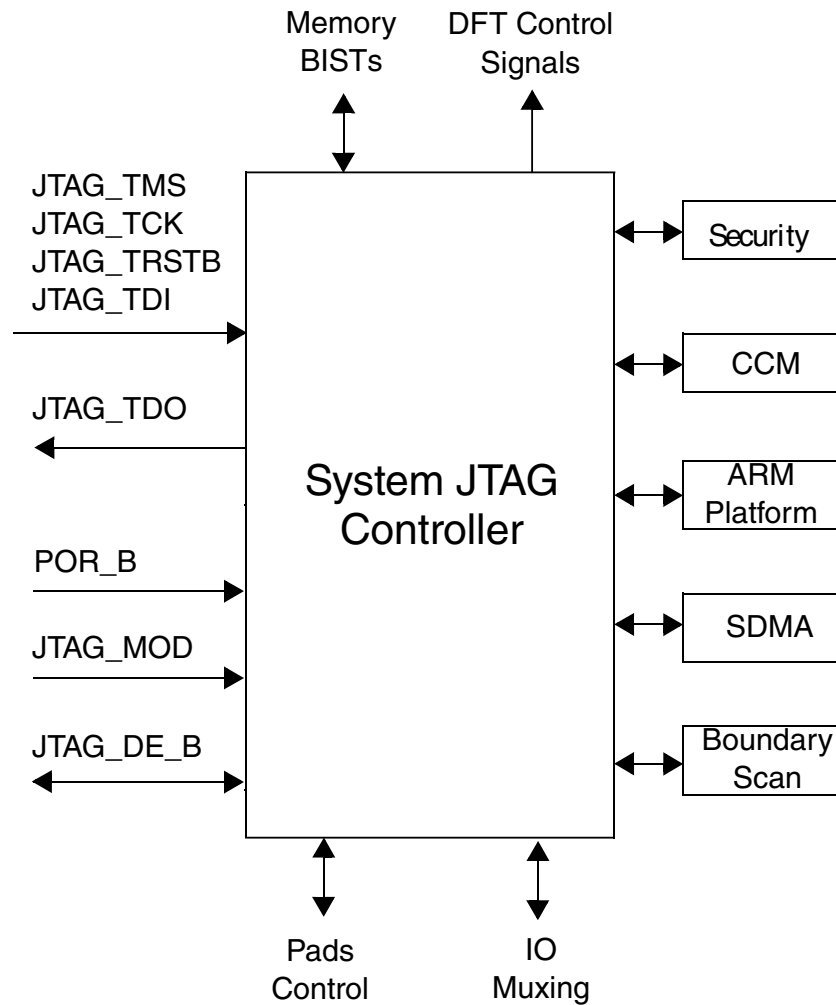 Memory
BISTs
DFT Control
Signals
JTAG_TMS
JTAG_TCK
JTAG_TRSTB
JTAG_TDI
JTAG_TDO
POR_B
JTAG_MOD
JTAG_DE_B
System JTAG
Controller
Security
CCM
ARM
Platform
SDMA
Boundary
Scan
Pads
Control
IO
Muxing